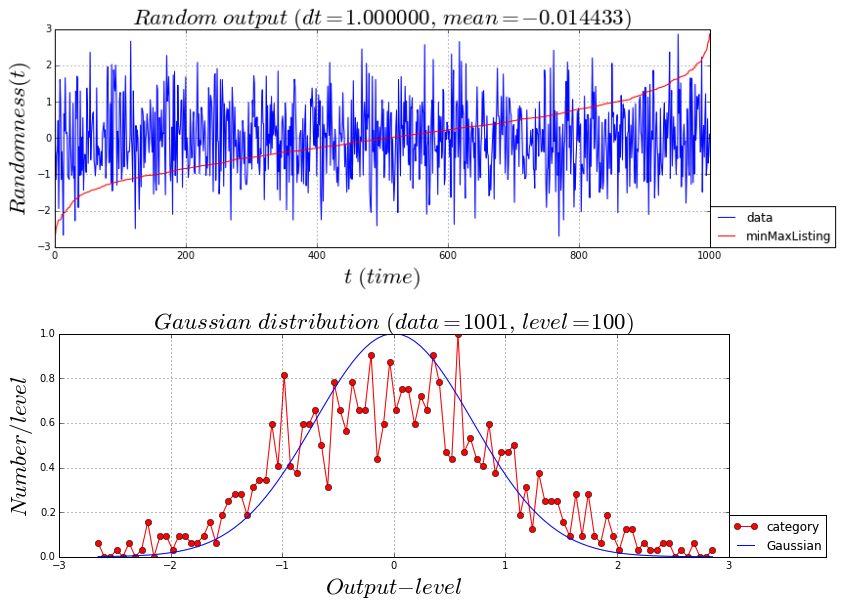 Random output (dt=1.000000, mean=−0.014433)
3
2
1
0
−1
−2
−3
Randomness(t)
0 200 400 600 800 1000
t (time)
data
minMaxListing
Gaussian distribution (data=1001, level=100)
1.0
0.8
0.6
0.4
0.2
0.0
Number/level
−3 −2 −1 0 1 2 3
Output−level
category
Gaussian